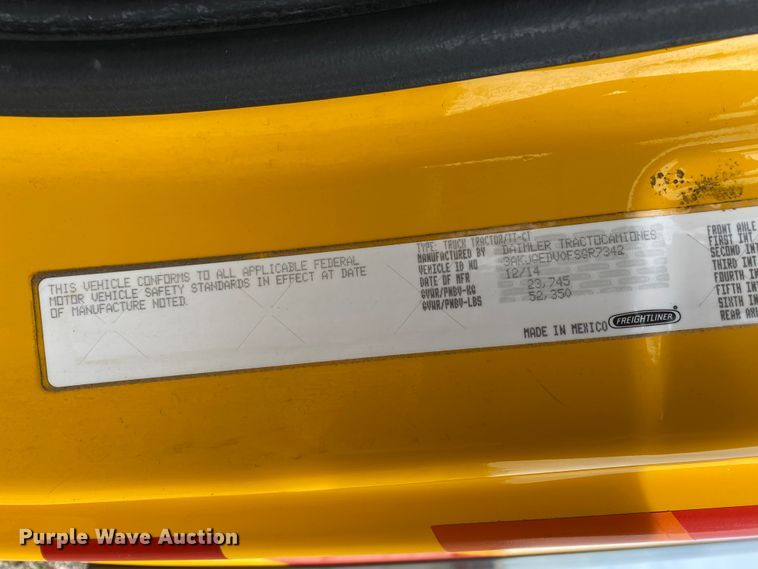 THIS VEHICLE CONFORMS TO ALL APPLICABLE FEDERAL
MOTOR VEHICLE SAFETY STANDARDS IN EFFECT AT DATE
OF MANUFACTURE NOTED.
TYPE: TRUCK TRACTOR/TT-CT
MANUFACTURED BY DAIMLER TRACTOCAMIONES
VEHICLE ID NO 3AKJGEDV0FSGR7342
DATE OF MFR 12/14
GVWR/PNBV-KG 23,745
GVWR/PNBV-LBS 52,350
MADE IN MEXICO FREIGHTLINER
FRONT AXLE
FIRST INT
SECOND INT
THIRD INT
FOURTH INT
FIFTH INT
SIXTH IN
REAR AX
Purple Wave Auction